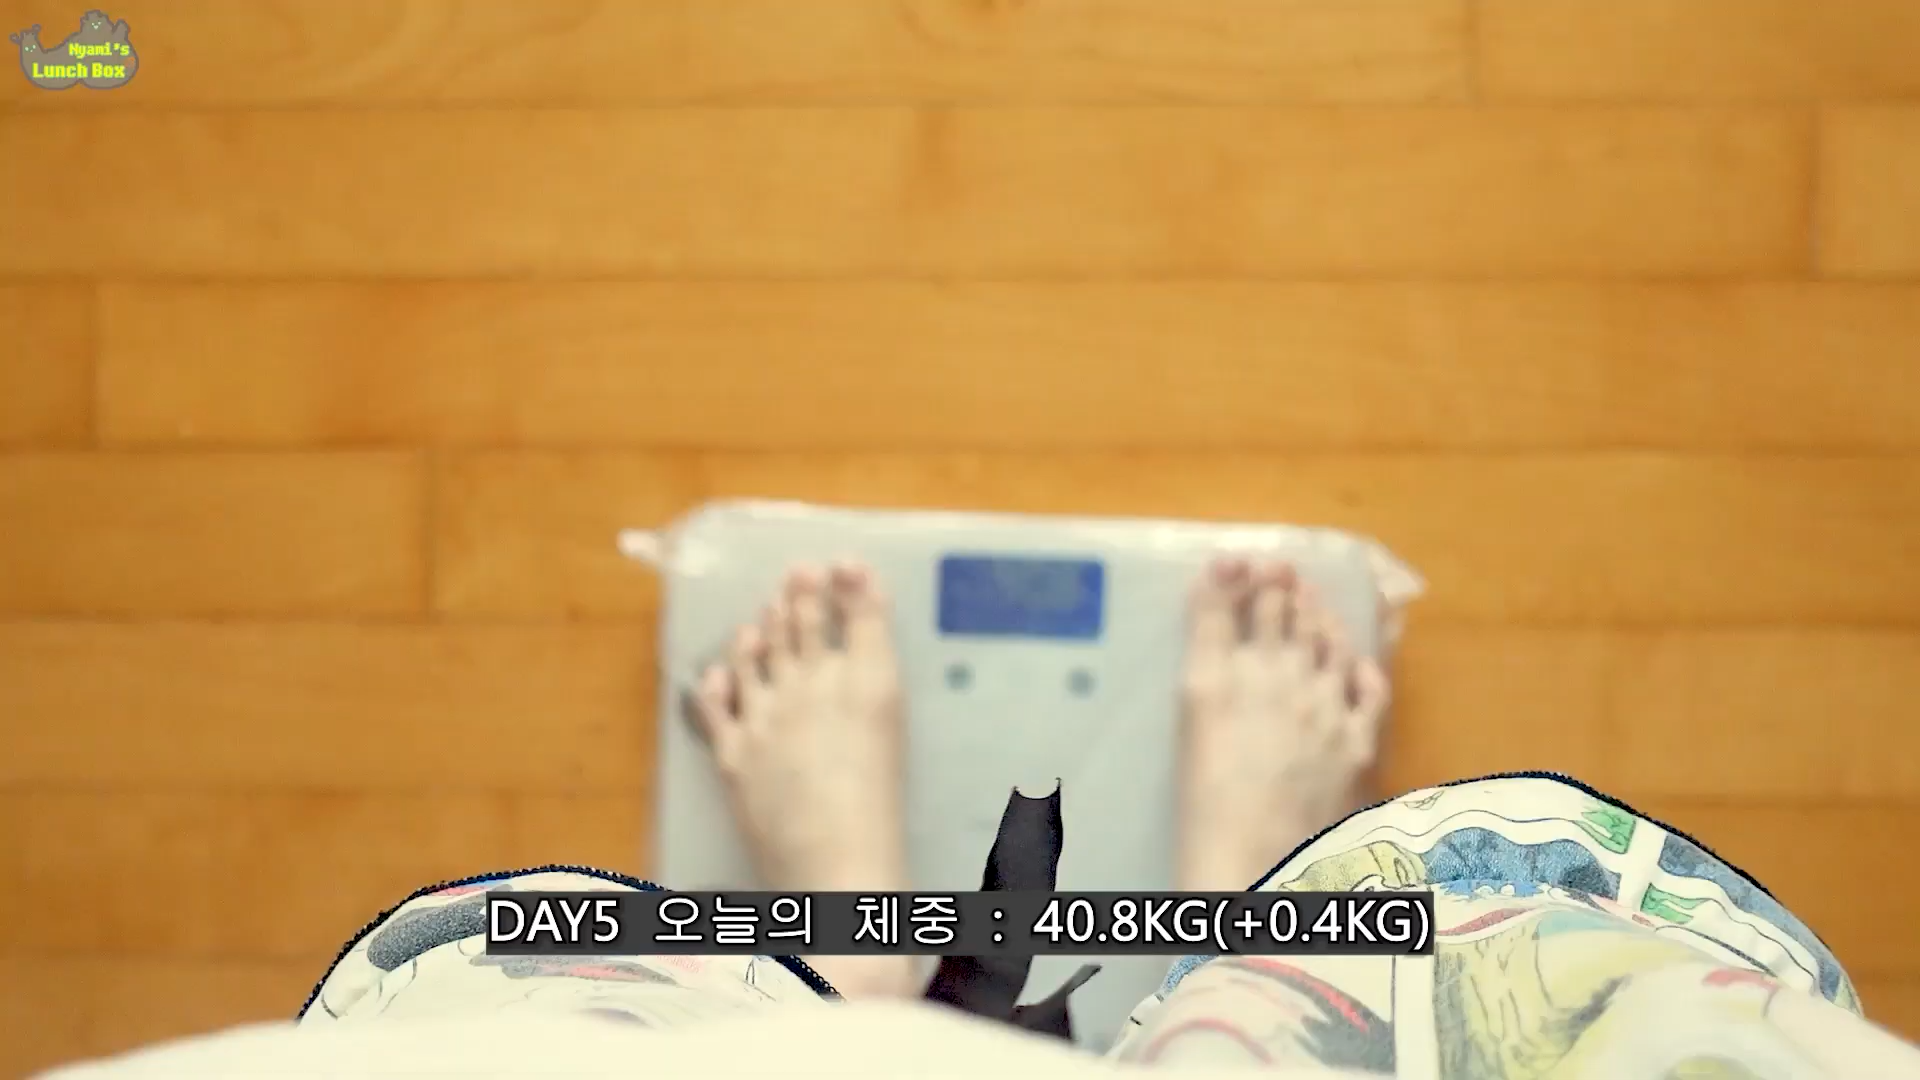 Nyami's
Lunch Box
DAY5 오늘의 체중 : 40.8KG(+0.4KG)